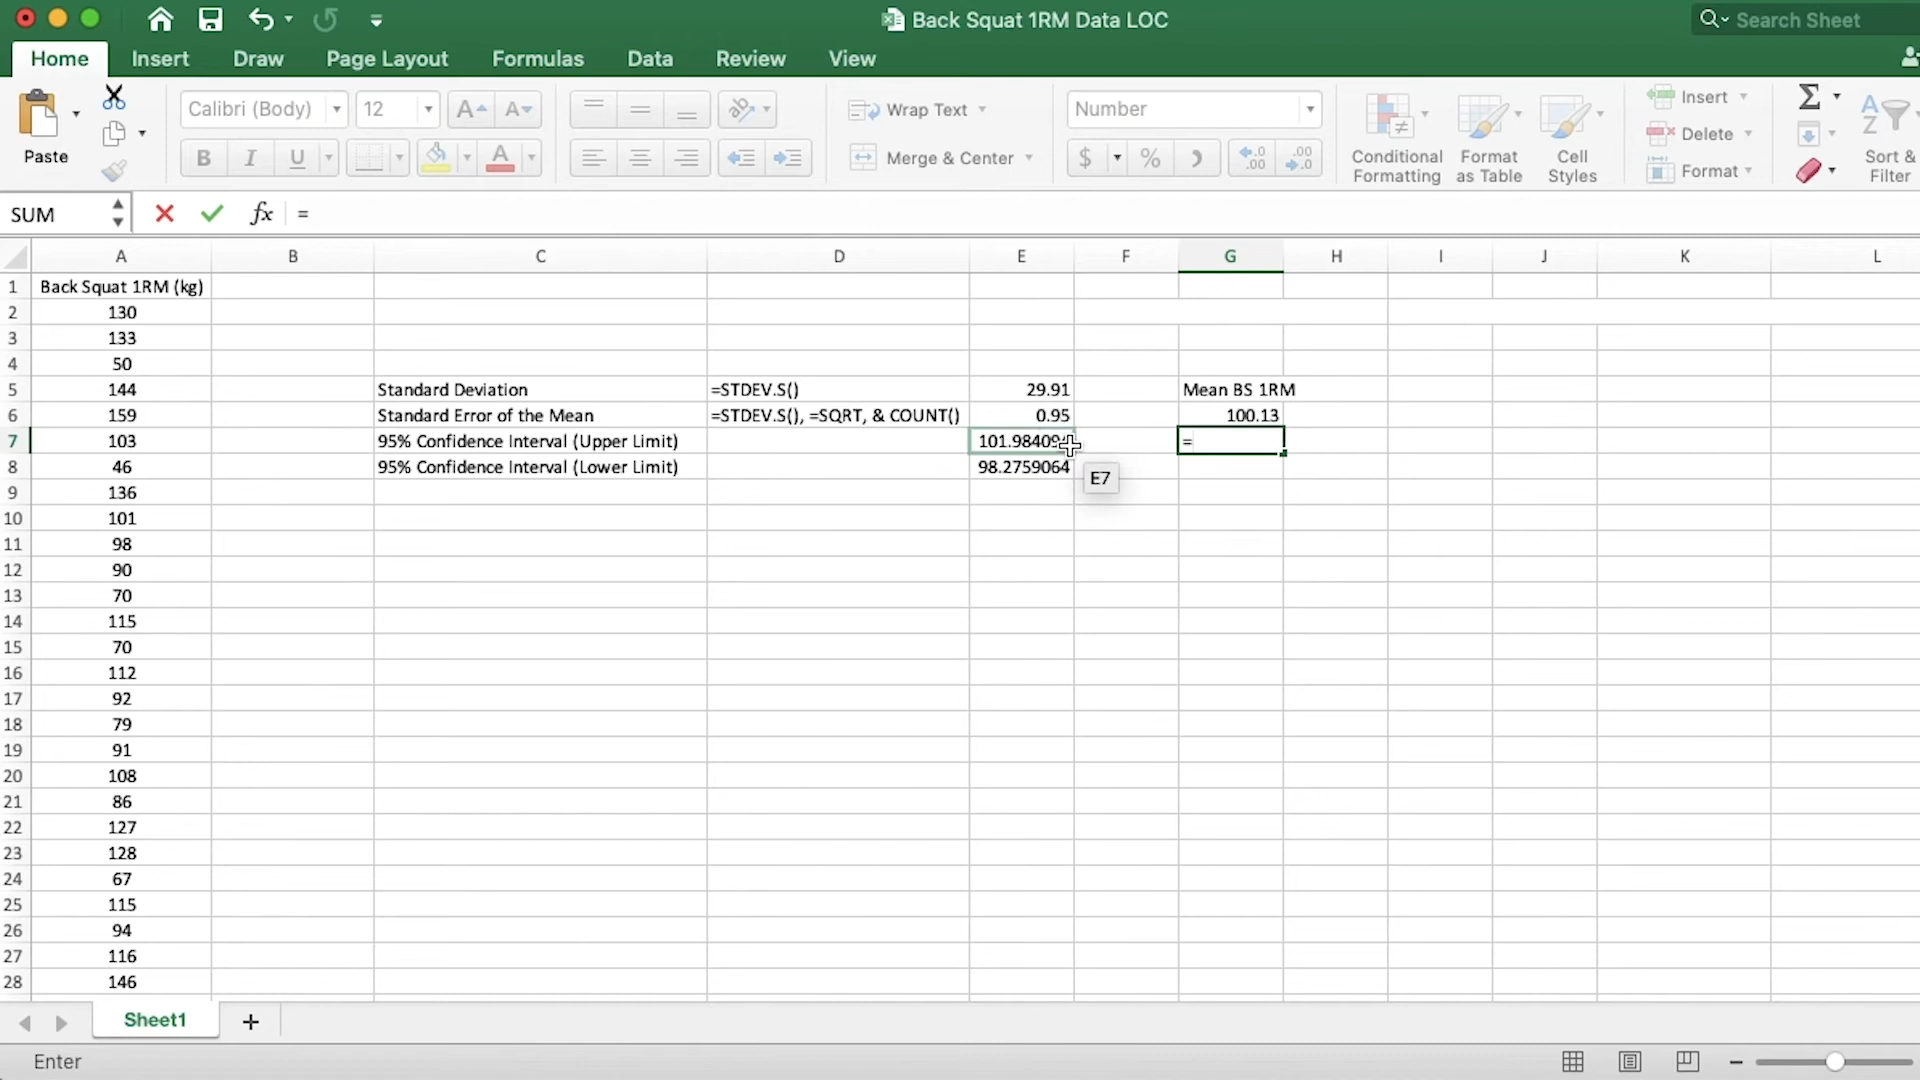 Back Squat 1RM Data LOC
Search Sheet
Home Insert Draw Page Layout Formulas Data Review View
Paste
Calibri (Body) 12 A A
B I U A
Wrap Text
Merge & Center
Number
$ %
.0 .00
.00 .0
Conditional Formatting
Format as Table
Cell Styles
Insert
Delete
Format
Σ
A Z
Sort & Filter
SUM fx =
A B C D E F G H I J K L
1 Back Squat 1RM (kg)
2 130
3 133
4 50
5 144 Standard Deviation =STDEV.S() 29.91 Mean BS 1RM
6 159 Standard Error of the Mean =STDEV.S(), =SQRT, & COUNT() 0.95 100.13
7 103 95% Confidence Interval (Upper Limit) =
8 46 95% Confidence Interval (Lower Limit) 98.2759064 E7
9 136
10 101
11 98
12 90
13 70
14 115
15 70
16 112
17 92
18 79
19 91
20 108
21 86
22 127
23 128
24 67
25 115
26 94
27 116
28 146
Sheet1 +
Enter